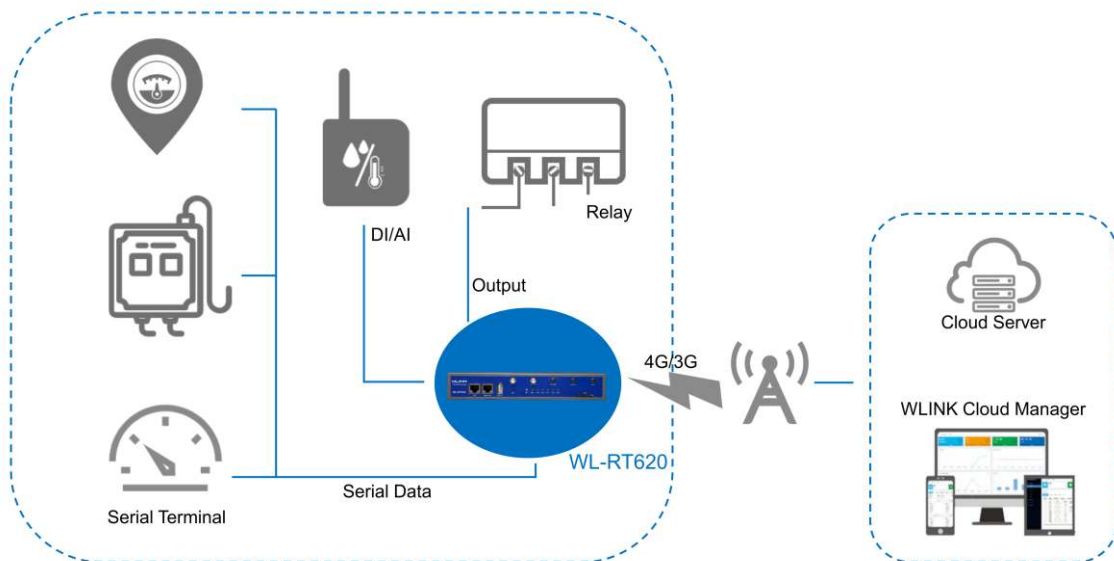 DI/AI
Relay
Output
4G/3G
WL-RT620
Serial Data
Serial Terminal
Cloud Server
WLINK Cloud Manager